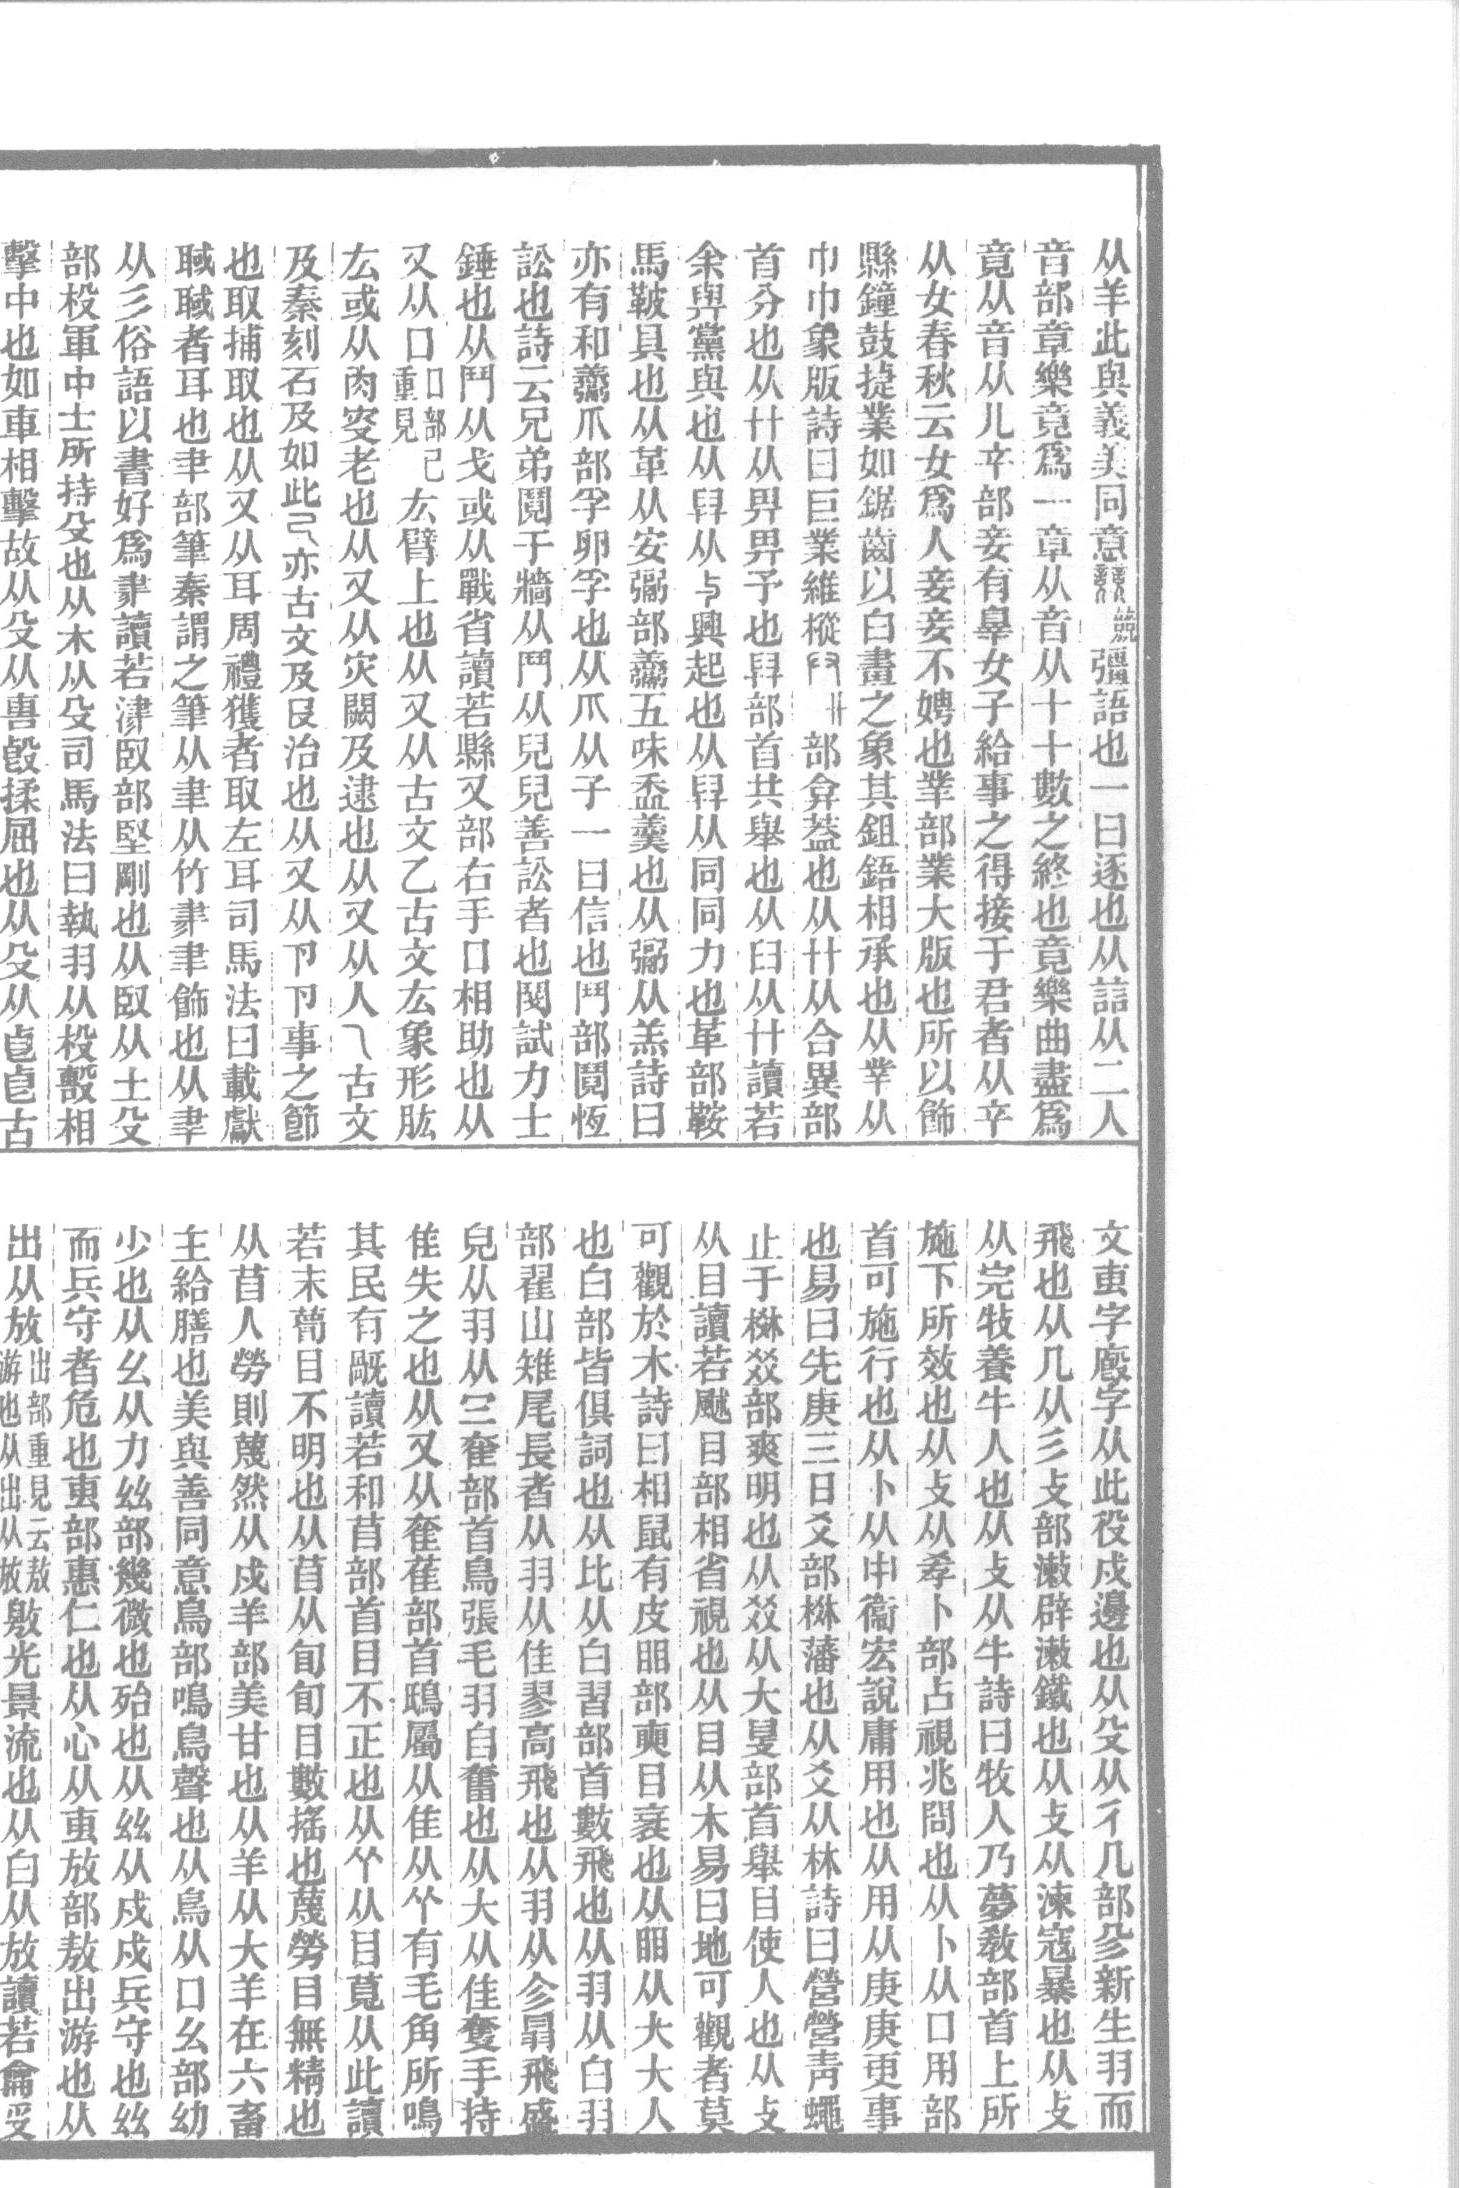 从羊此與義美同意競彊語也一曰逐也从誩从二人
音部章樂竟爲一章从音从十十數之終也竟樂曲盡爲
竟从音从儿䇂部妾有辠女子給事之得接于君者从䇂
从女春秋云女爲人妾妾不娉也丵部業大版也所以飾
縣鐘鼓捷業如鋸齒以白畫之象其鉏鋙相承也从丵从
巾巾象版詩曰巨業維樅部弇葢也从廾从合異部
首分也从廾从畀畀予也舁部首共舉也从臼从廾讀若
余與黨與也从舁从与興起也从舁从同同力也革部鞍
馬鞁具也从革从安䰜部䰞五味盉羹也从䰜从羔詩曰
亦有和䰞爪部孚卵孚也从爪从子一曰信也鬥部䦧恆
訟也詩云兄弟䦧于牆从鬥从兒兒善訟者也䦨試力士
錘也从鬥从戈或从戰省讀若縣又部右手口相助也从
又从口口部重見厷臂上也从又从古文乙古文厷象形肱
厷或从肉叜老也从又从灾闕及逮也从又从人乁古文
及秦刻石及如此亦古文及𠬝治也从又从卪卪事之節
也取捕取也从又从耳周禮獲者取左耳司馬法曰載獻
聝聝者耳也聿部筆秦謂之筆从聿从竹𦘔聿飾也从聿
从彡俗語以書好爲𦘔讀若津臤部堅剛也从臤从土殳
部杸軍中士所持殳也从木从殳司馬法曰執羽从杸毄相
擊中也如車相擊故从殳从軎𣪘揉屈也从殳从皀皀古
文叀字廏字从此役戍邊也从殳从彳几部㐱新生羽而
飛也从几从彡攴部㪇辟㪇鐵也从攴从湅寇暴也从攴
从完牧養牛人也从攴从牛詩曰牧人乃夢敎部首上所
施下所效也从攴从孝卜部占視兆問也从卜从口用部
首可施行也从卜从中衞宏說庸用也从用从庚庚更事
也易曰先庚三日爻部棥藩也从爻从林詩曰營營靑蠅
止于棥㸚部爽明也从㸚从大𥄎部首舉目使人也从攴
从目讀若䬍目部相省視也从目从木易曰地可觀者莫
可觀於木詩曰相鼠有皮䀠部奭目衺也从䀠从大大人
也白部皆俱詞也从比从白習部首數飛也从羽从白羽
部翟山雉尾長者从羽从隹翏高飛也从羽从㐱㬱飛盛
皃从羽从冃奞部首鳥張毛羽自奮也从大从隹奪手持
隹失之也从又从奞雈部首鴟屬从隹从𦫳有毛角所鳴
其民有旤讀若和𥄕部首目不正也从𦫳从目莧从此讀
若末瞢目不明也从𥄕从旬旬目數搖也蔑勞目無精也
从𥄕人勞則蔑然从戍羊部美甘也从羊从大羊在六畜
主給膳也美與善同意鳥部鳴鳥聲也从鳥从口幺部幼
少也从幺从力𢆶部幾微也殆也从𢆶从戍戍兵守也𢆶
而兵守者危也叀部惠仁也从心从叀放部敖出游也从
出从放出部重見云敖游也从出从放敫光景流也从白从放讀若龠𠬪